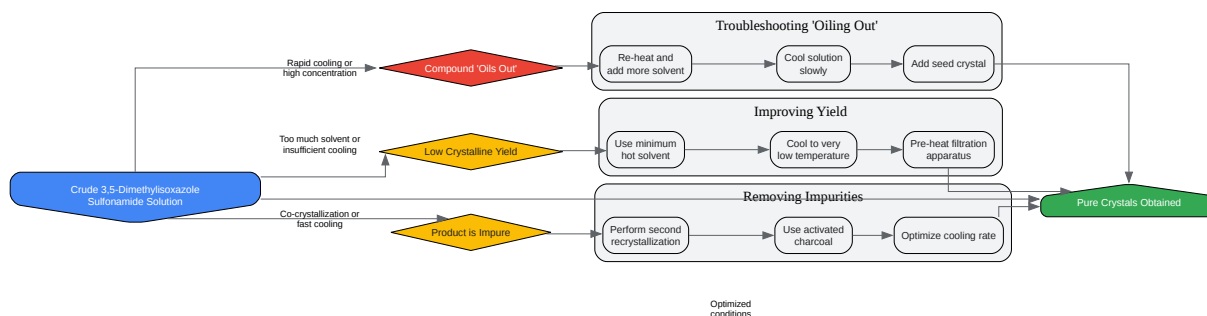 Troubleshooting 'Oiling Out'
Rapid cooling or
high concentration
Compound 'Oils Out'
Re-heat and
add more solvent
Cool solution
slowly
Add seed crystal
Improving Yield
Too much solvent or
insufficient cooling
Low Crystalline Yield
Use minimum
hot solvent
Cool to very
low temperature
Pre-heat filtration
apparatus
Crude 3,5-Dimethylisoxazole
Sulfonamide Solution
Removing Impurities
Pure Crystals Obtained
Co-crystallization or
fast cooling
Product is Impure
Perform second
recrystallization
Use activated
charcoal
Optimize cooling rate
Optimized
conditions